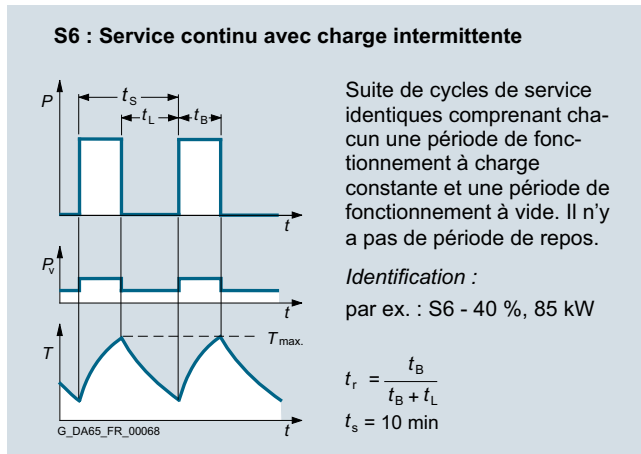 S6 : Service continu avec charge intermittente
P
tS
tL
tB
t
Pv
t
T
Tmax.
t
G_DA65_FR_00068
Suite de cycles de service
identiques comprenant cha-
cun une période de fonc-
tionnement à charge
constante et une période de
fonctionnement à vide. Il n'y
a pas de période de repos.
Identification :
par ex. : S6 - 40 %, 85 kW
tr = tB / (tB + tL)
ts = 10 min